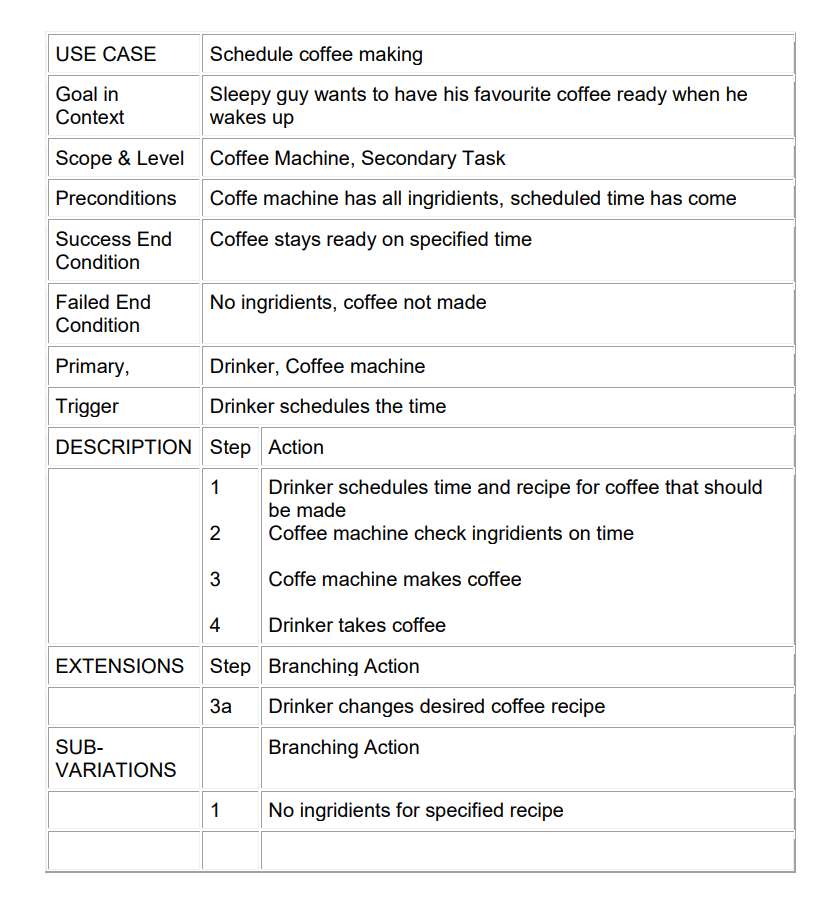 USE CASE Schedule coffee making
Goal in Sleepy guy wants to have his favourite coffee ready when he
Context wakes up
Scope & Level Coffee Machine, Secondary Task
Preconditions Coffe machine has all ingridients, scheduled time has come
Success End Coffee stays ready on specified time
Condition
Failed End No ingridients, coffee not made
Condition
Primary, Drinker, Coffee machine
Trigger Drinker schedules the time
DESCRIPTION Step Action
1 Drinker schedules time and recipe for coffee that should
be made
2 Coffee machine check ingridients on time
3 Coffe machine makes coffee
4 Drinker takes coffee
EXTENSIONS Step Branching Action
3a Drinker changes desired coffee recipe
SUB- Branching Action
VARIATIONS
1 No ingridients for specified recipe